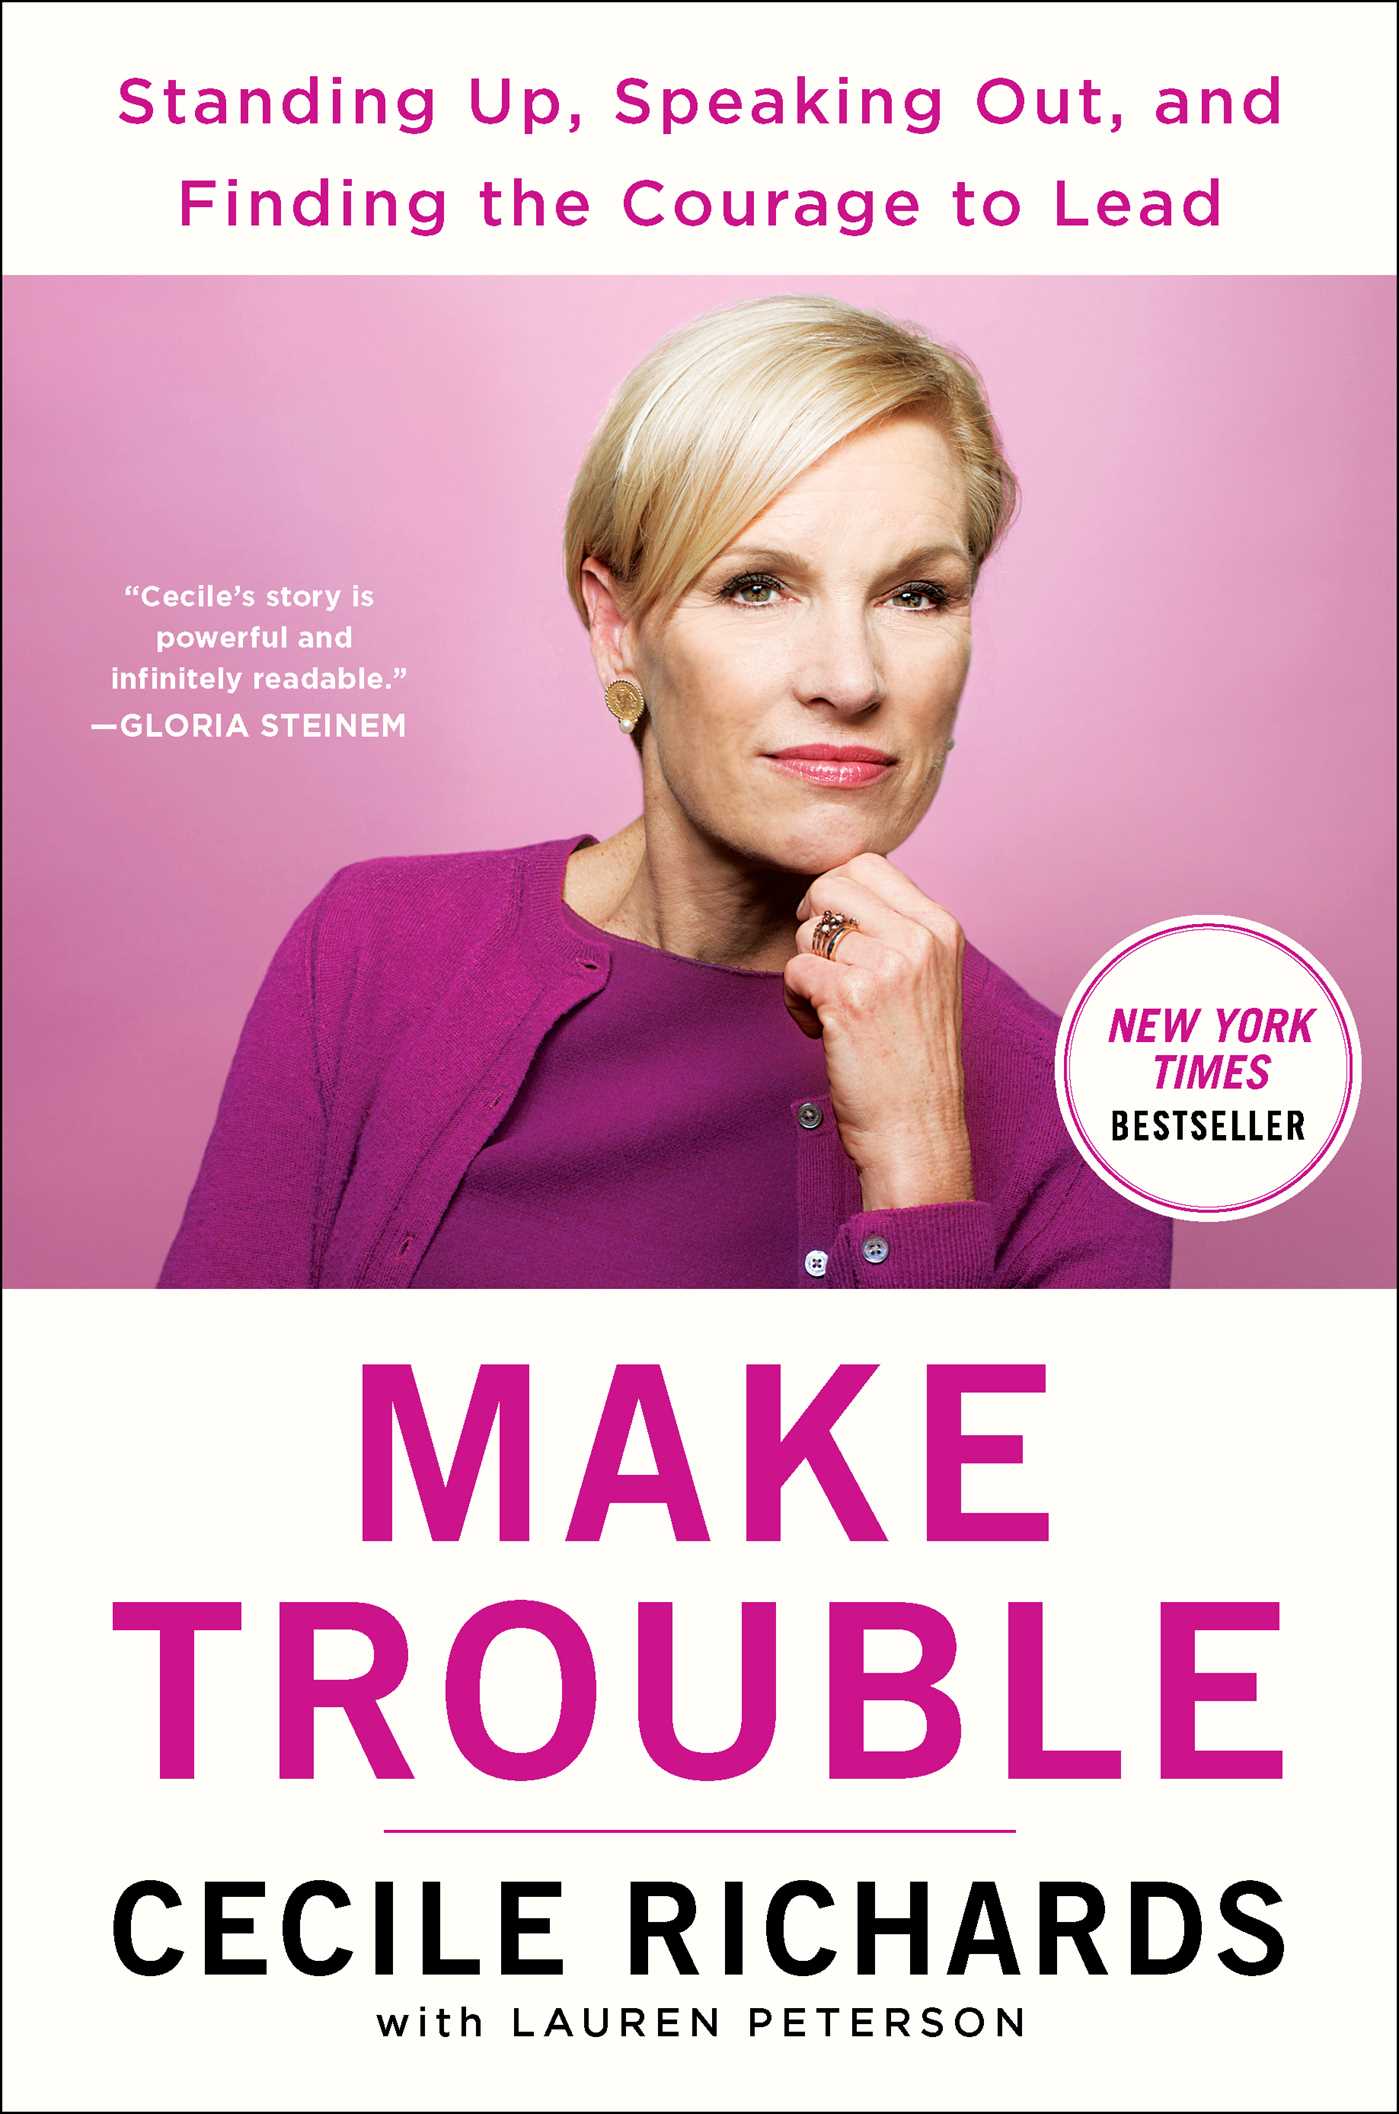 Standing Up, Speaking Out, and
Finding the Courage to Lead
“Cecile’s story is
powerful and
infinitely readable.”
—GLORIA STEINEM
NEW YORK
TIMES
BESTSELLER
MAKE
TROUBLE
CECILE RICHARDS
with LAUREN PETERSON